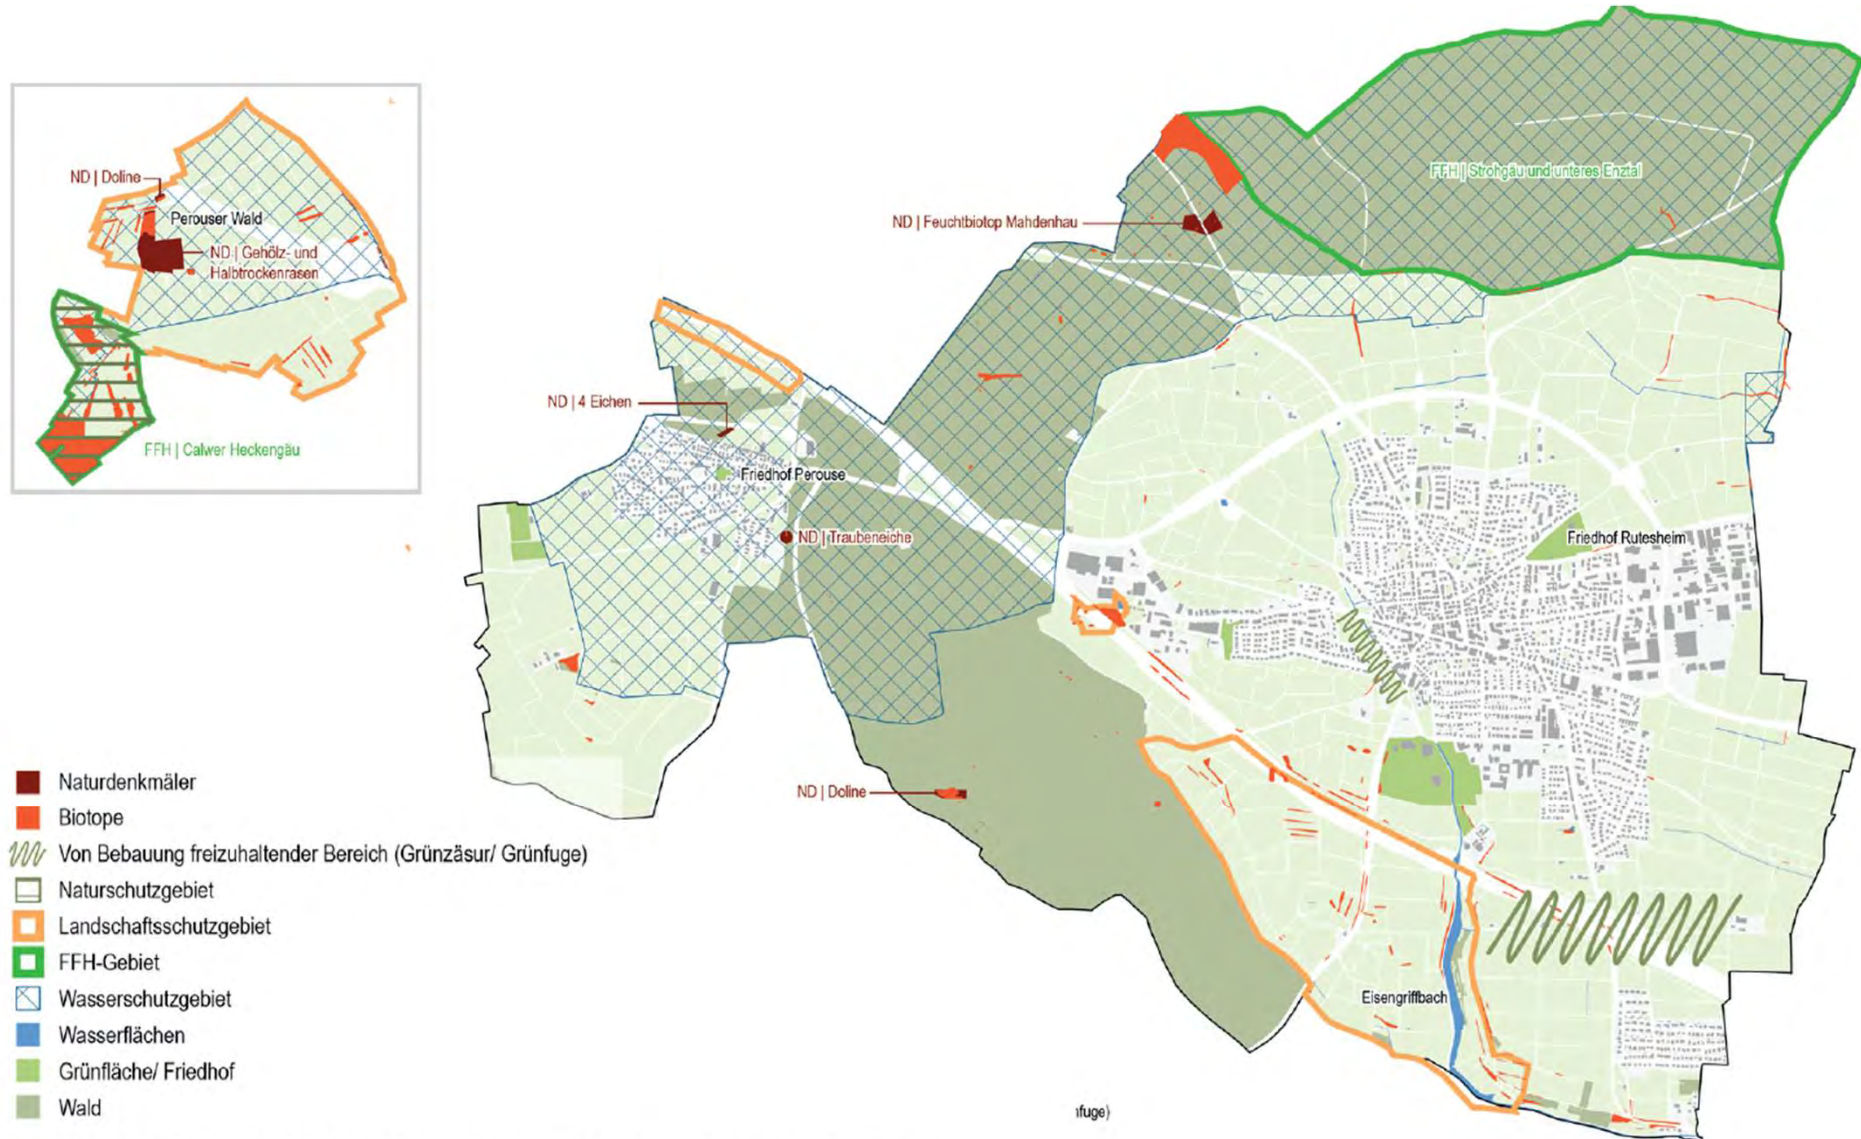 FFH | Strohgäu und unteres Enztal
ND | Doline
Perouser Wald
ND | Gehölz- und
Halbtrockenrasen
ND | Feuchtbiotop Mahdenhau
ND | 4 Eichen
FFH | Calwer Heckengäu
Friedhof Perouse
ND | Traubeneiche
Friedhof Rutesheim
ND | Doline
Eisengriffbach
Naturdenkmäler
Biotope
Von Bebauung freizuhaltender Bereich (Grünzäsur/ Grünfuge)
Naturschutzgebiet
Landschaftsschutzgebiet
FFH-Gebiet
Wasserschutzgebiet
Wasserflächen
Grünfläche/ Friedhof
Wald
nfuge)